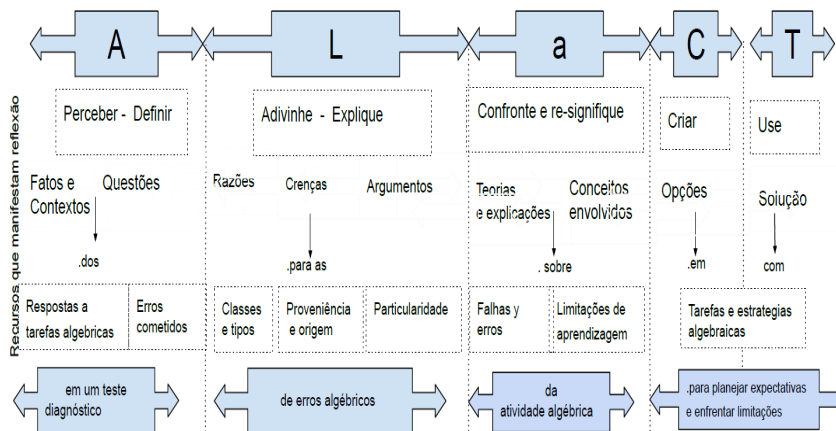 A
L
a
C
T
Recursos que manifestam reflexão
Perceber - Definir
Adivinhe - Explique
Confronte e re-signifique
Criar
Use
Fatos e
Contextos
Questões
Razões
Crenças
Argumentos
Teorias
e explicações
Conceitos
envolvidos
Opções
Solução
.dos
.para as
. sobre
.em
com
Respostas a
tarefas algebricas
Erros
cometidos
Classes
e tipos
Proveniência
e origem
Particularidade
Falhas y
erros
Limitações de
aprendizagem
Tarefas e estrategias
algebraicas
em um teste
diagnóstico
de erros algébricos
da
atividade algébrica
.para planejar expectativas
e enfrentar limitações